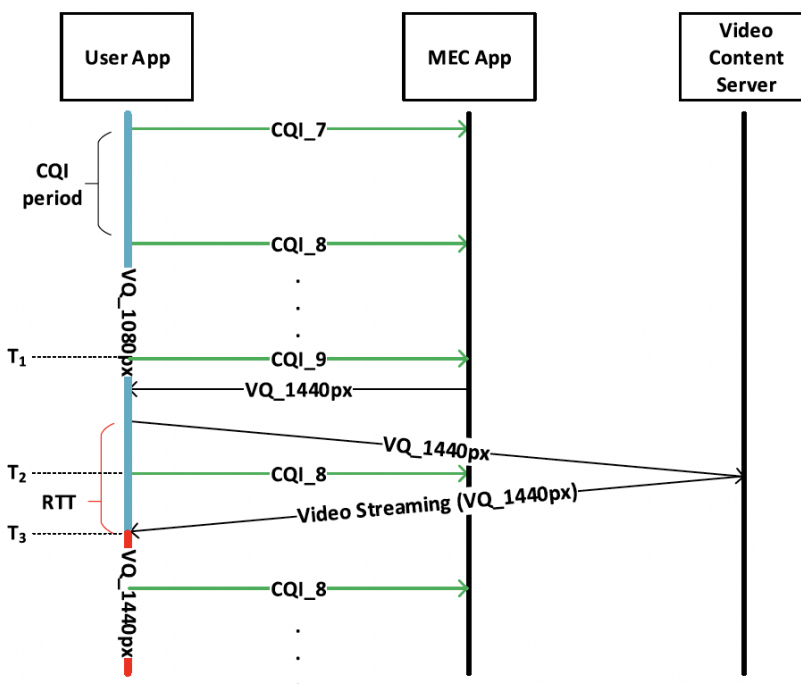 User App
MEC App
Video
Content
Server
CQI_7
CQI
period
CQI_8
VQ_1080px
T1
CQI_9
VQ_1440px
VQ_1440px
T2
CQI_8
RTT
Video Streaming (VQ_1440px)
T3
VQ_1440px
CQI_8